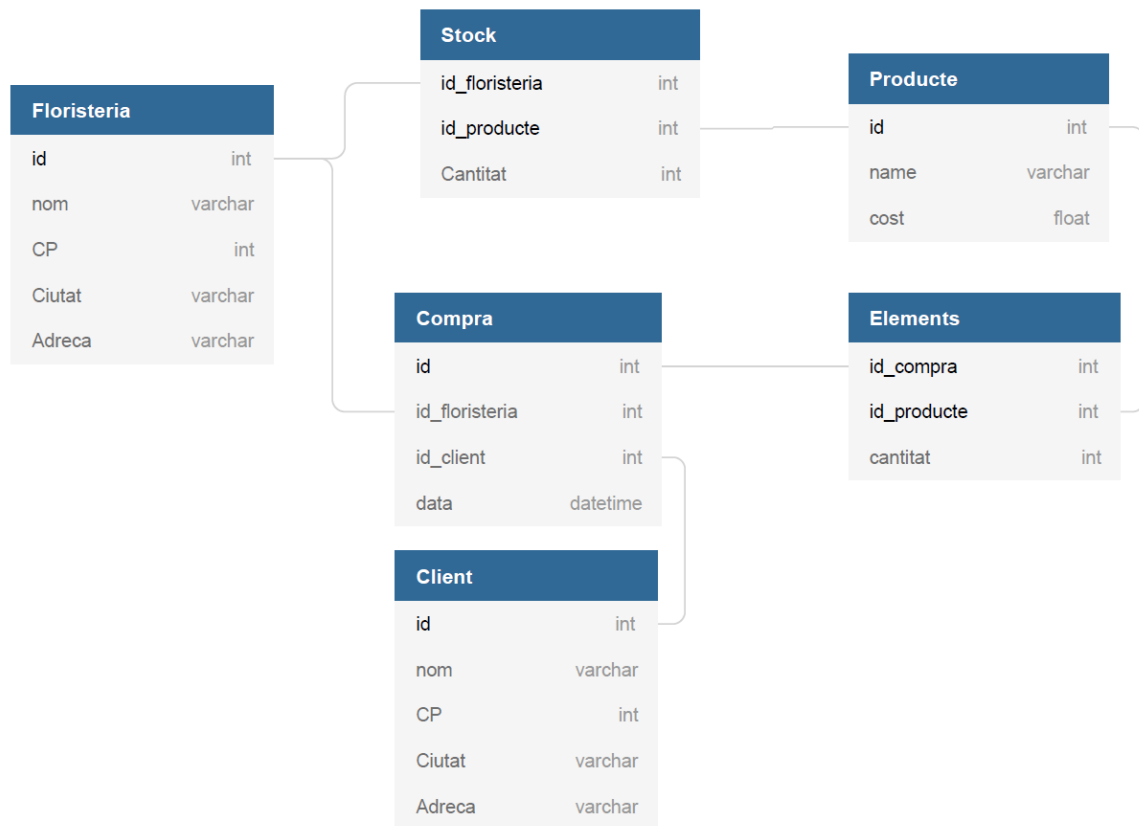 Floristeria
id int
nom varchar
CP int
Ciutat varchar
Adreca varchar
Stock
id_floristeria int
id_producte int
Cantitat int
Producte
id int
name varchar
cost float
Compra
id int
id_floristeria int
id_client int
data datetime
Elements
id_compra int
id_producte int
cantitat int
Client
id int
nom varchar
CP int
Ciutat varchar
Adreca varchar